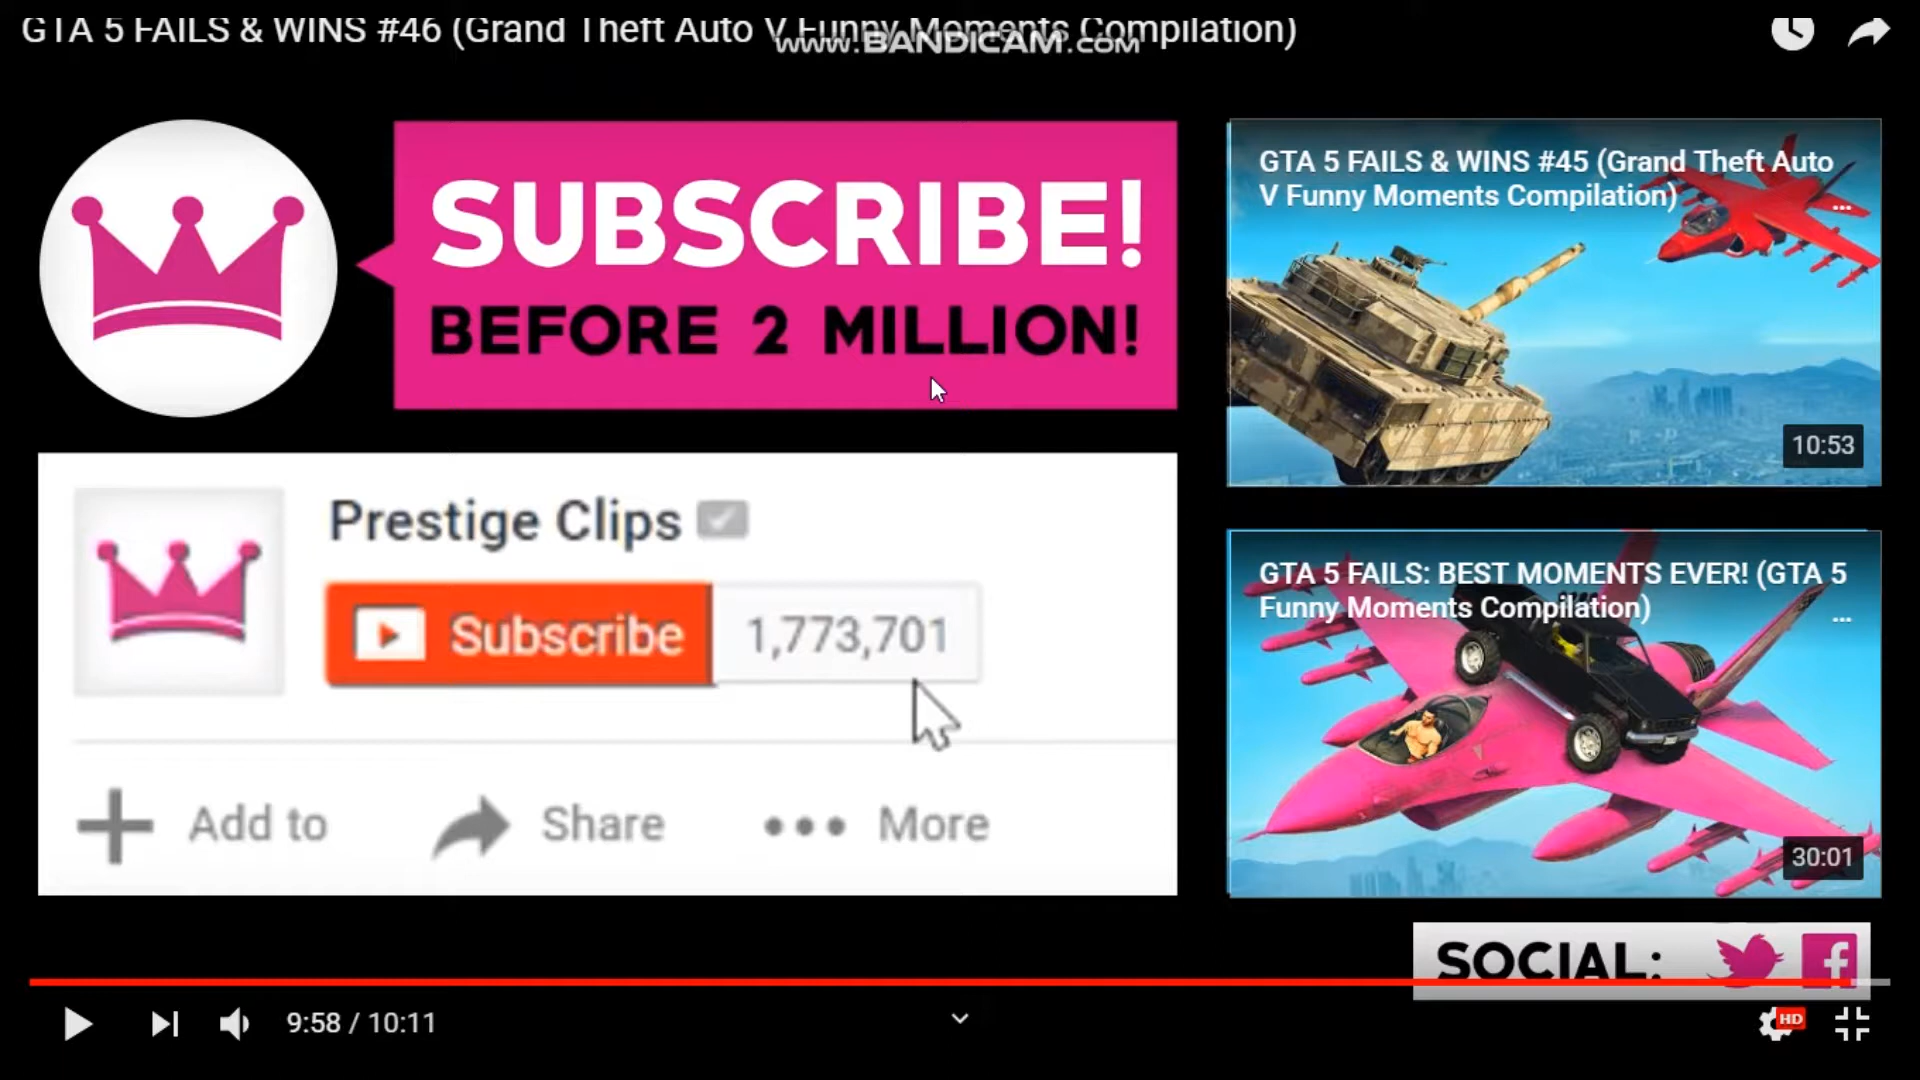 GTA 5 FAILS & WINS #46 (Grand Theft Auto V Funny Moments Compilation)
www.BANDICAM.com
SUBSCRIBE!
BEFORE 2 MILLION!
GTA 5 FAILS & WINS #45 (Grand Theft Auto
V Funny Moments Compilation)
...
10:53
Prestige Clips
Subscribe
1,773,701
Add to
Share
More
GTA 5 FAILS: BEST MOMENTS EVER! (GTA 5
Funny Moments Compilation)
...
30:01
SOCIAL:
9:58 / 10:11
HD